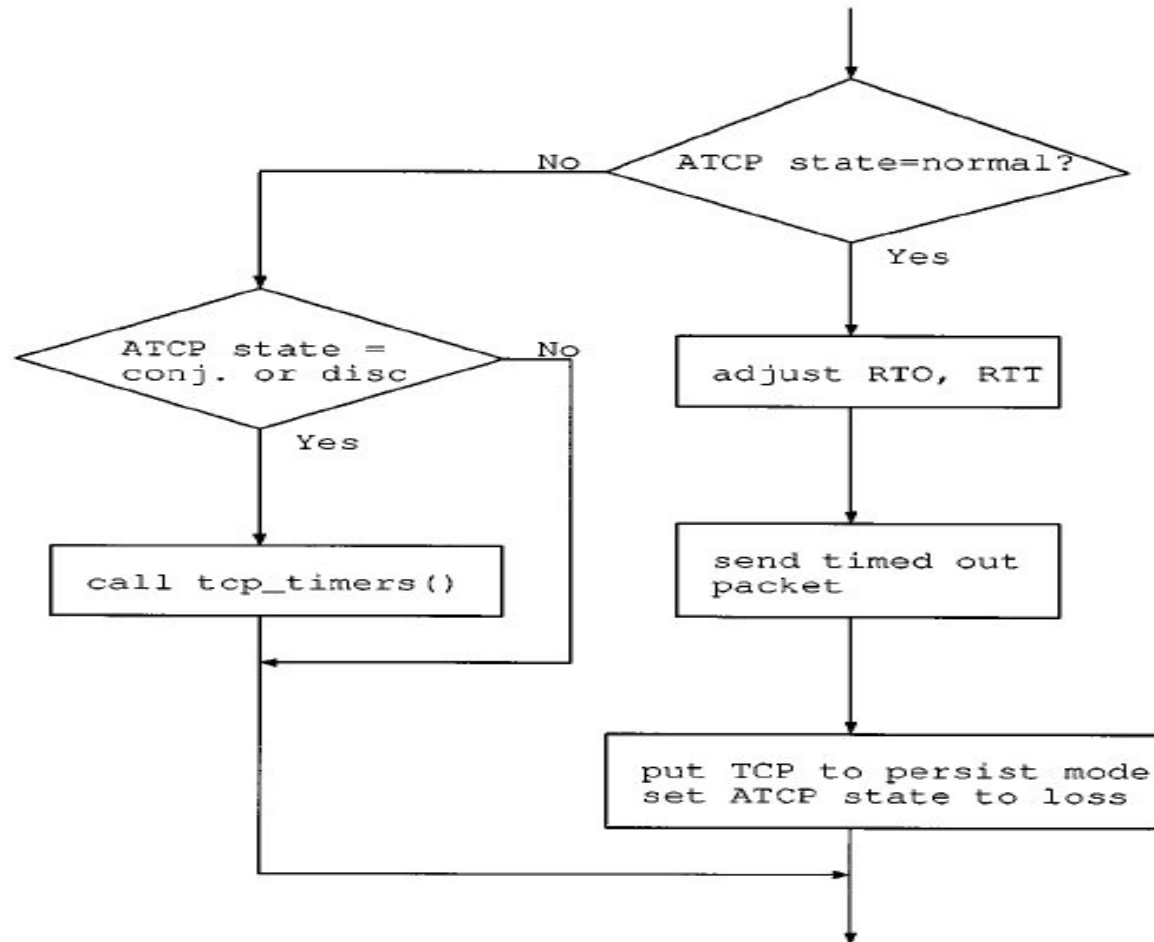 ATCP state=normal?
No
Yes
ATCP state =
conj. or disc
No
Yes
adjust RTO, RTT
call tcp_timers()
send timed out
packet
put TCP to persist mode
set ATCP state to loss